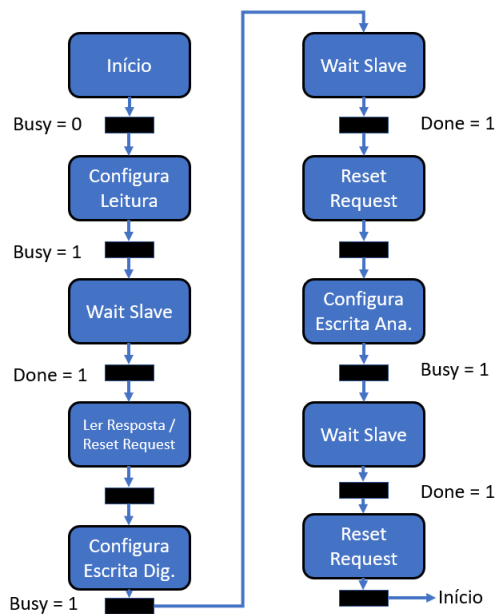 Início
Busy = 0
Configura
Leitura
Busy = 1
Wait Slave
Done = 1
Ler Resposta /
Reset Request
Configura
Escrita Dig.
Busy = 1
Wait Slave
Done = 1
Reset
Request
Configura
Escrita Ana.
Busy = 1
Wait Slave
Done = 1
Reset
Request
Início